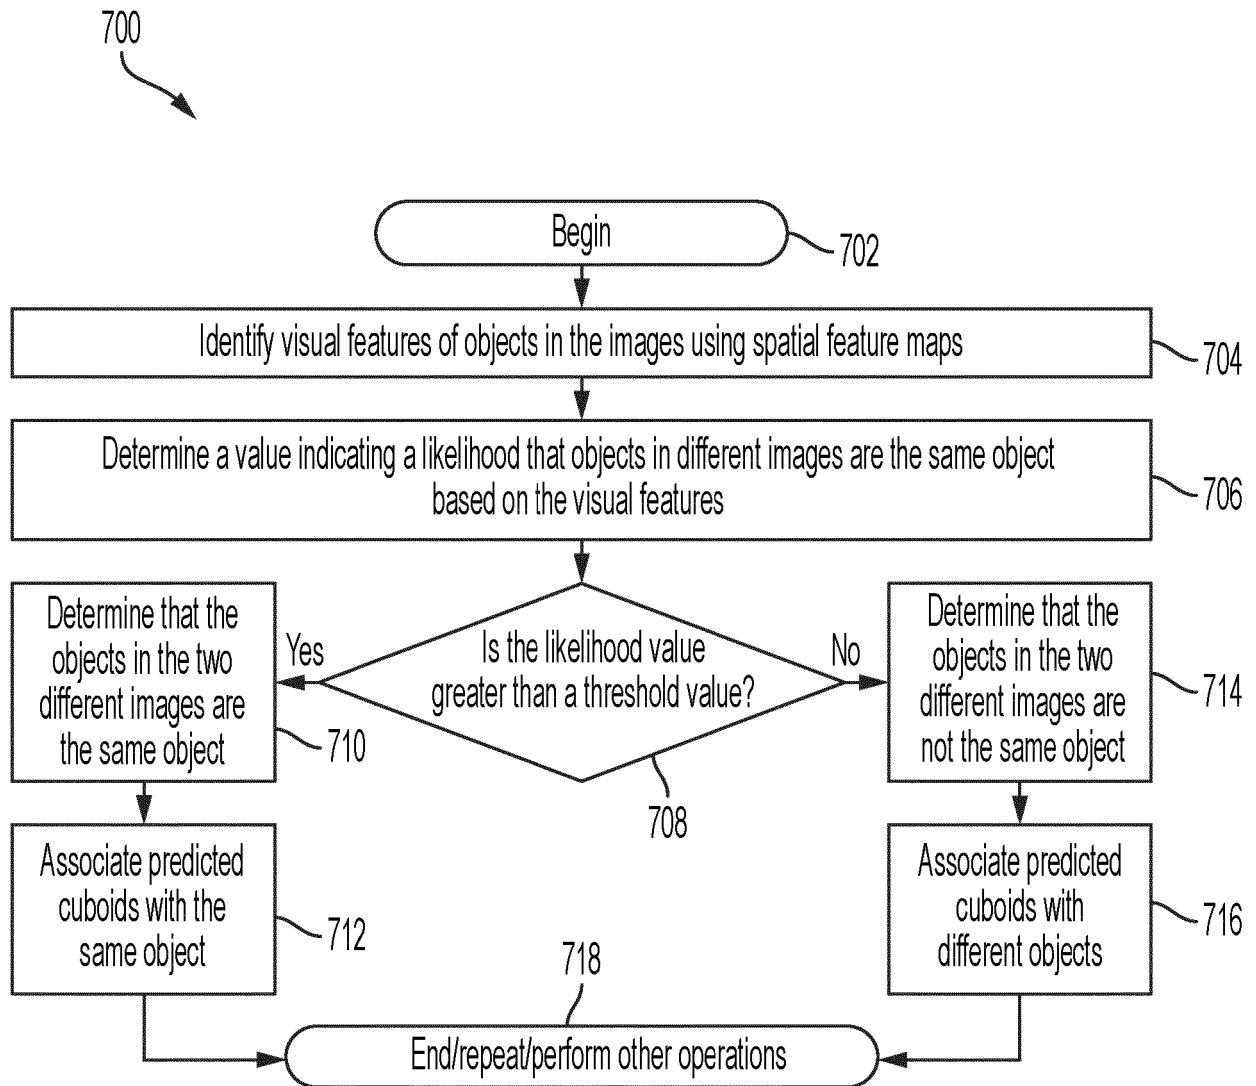 700
Begin
702
Identify visual features of objects in the images using spatial feature maps
704
Determine a value indicating a likelihood that objects in different images are the same object
based on the visual features
706
Determine that the
objects in the two
different images are
the same object
710
Yes
Is the likelihood value
greater than a threshold value?
708
No
Determine that the
objects in the two
different images are
not the same object
714
Associate predicted
cuboids with the
same object
712
Associate predicted
cuboids with
different objects
716
718
End/repeat/perform other operations